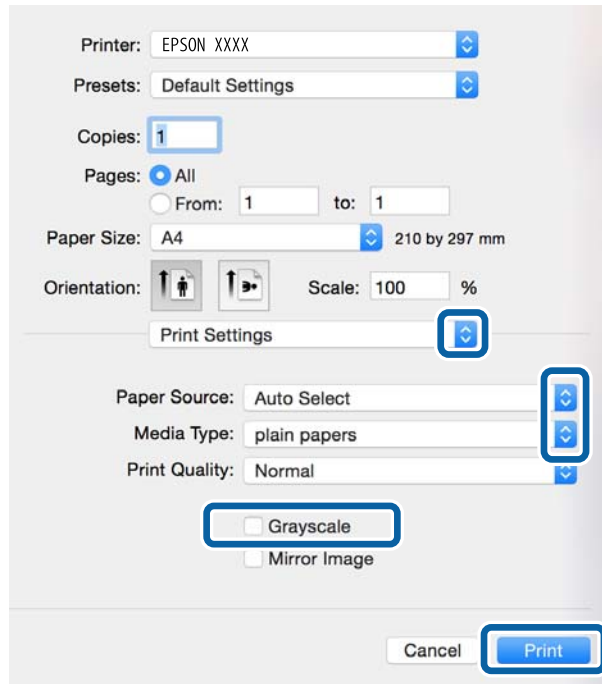 Printer: EPSON XXXX
Presets: Default Settings
Copies: 1
Pages: All
From: 1 to: 1
Paper Size: A4 210 by 297 mm
Orientation: Scale: 100 %
Print Settings
Paper Source: Auto Select
Media Type: plain papers
Print Quality: Normal
Grayscale
Mirror Image
Cancel Print